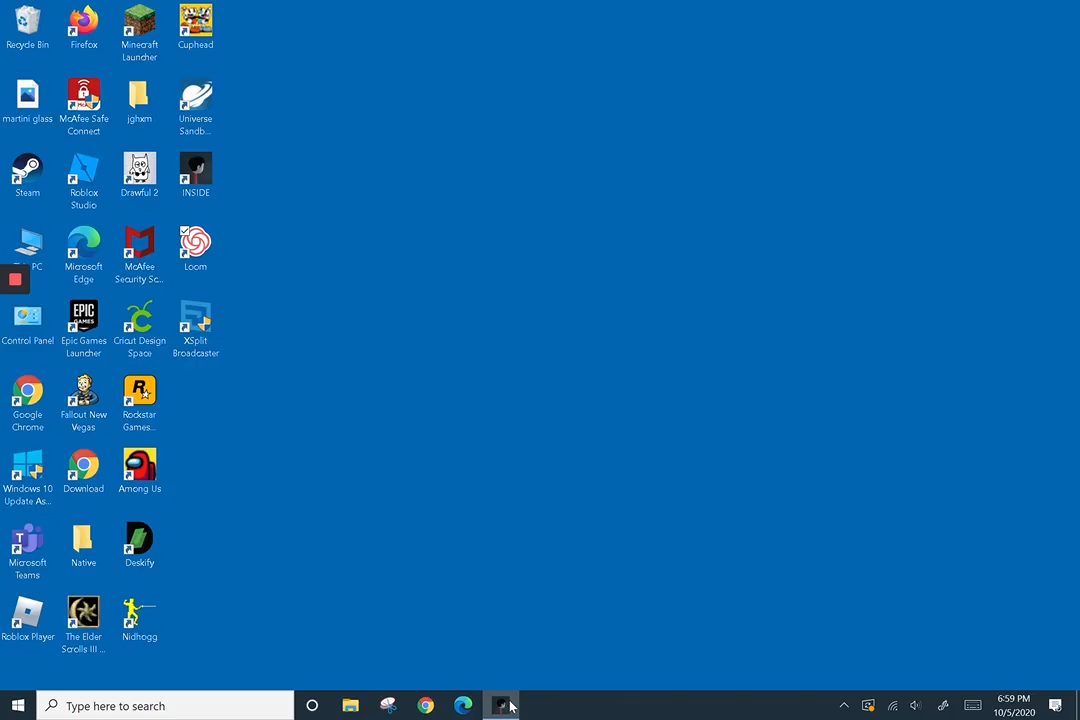 Recycle Bin
Firefox
Minecraft
Launcher
Cuphead
martini glass
McAfee Safe
Connect
jghxm
Universe
Sandb...
Steam
Roblox
Studio
Drawful 2
INSIDE
PC
Microsoft
Edge
McAfee
Security Sc...
Loom
Control Panel
EPIC
GAMES
Epic Games
Launcher
Cricut Design
Space
XSplit
Broadcaster
Google
Chrome
Fallout New
Vegas
R
Rockstar
Games...
Windows 10
Update As...
Download
Among Us
T
Microsoft
Teams
Native
Deskify
Roblox Player
The Elder
Scrolls III ...
Nidhogg
Type here to search
6:59 PM
10/5/2020